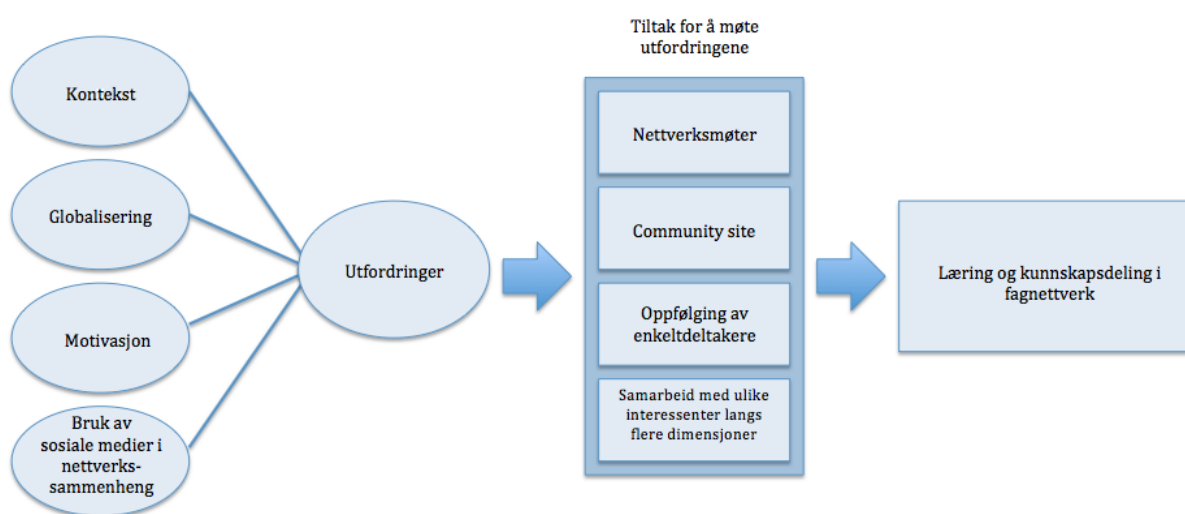 Kontekst
Globalisering
Motivasjon
Bruk av
sosiale medier i
nettverks-
sammenheng
Utfordringer
Tiltak for å møte
utfordringene
Nettverksmøter
Community site
Oppfølging av
enkeltdeltakere
Samarbeid med ulike
interessenter langs
flere dimensjoner
Læring og kunnskapsdeling i
fagnettverk